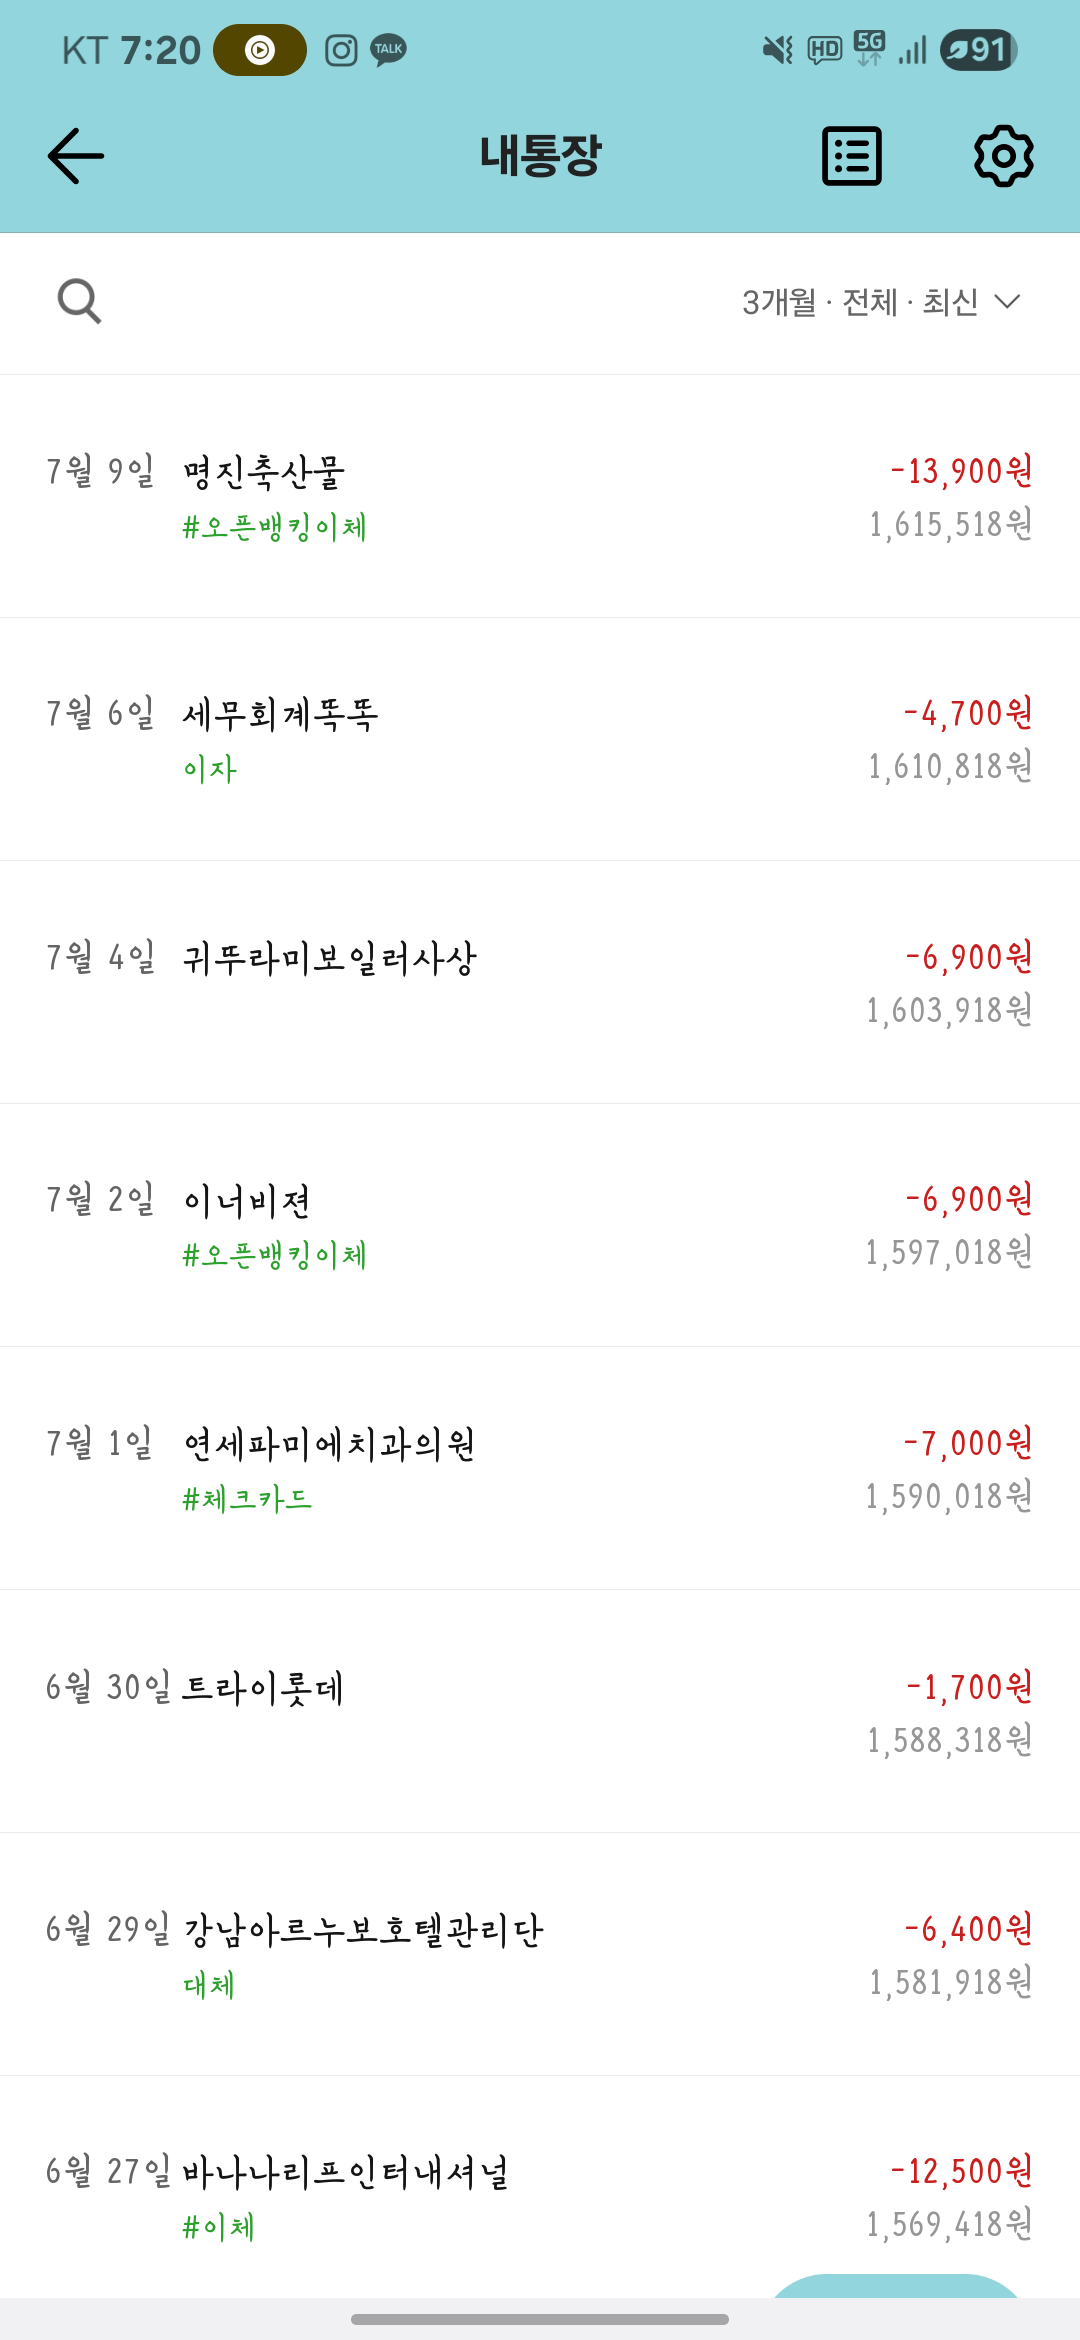 KT 7:20 TALK HD 5G 91
내통장
3개월 · 전체 · 최신
7월 9일 명진축산물 -13,900원
#오픈뱅킹이체 1,615,518원
7월 6일 세무회계똑똑 -4,700원
이자 1,610,818원
7월 4일 귀뚜라미보일러사상 -6,900원
1,603,918원
7월 2일 이너비젼 -6,900원
#오픈뱅킹이체 1,597,018원
7월 1일 연세파미에치과의원 -7,000원
#체크카드 1,590,018원
6월 30일 트라이롯데 -1,700원
1,588,318원
6월 29일 강남아르누보호텔관리단 -6,400원
대체 1,581,918원
6월 27일 바나나리프인터내셔널 -12,500원
#이체 1,569,418원